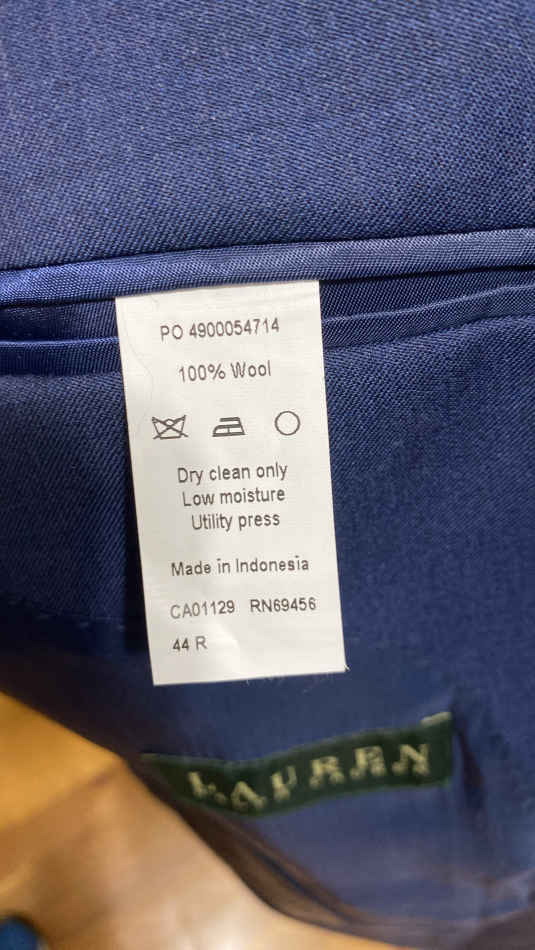 PO 4900054714
100% Wool
Dry clean only
Low moisture
Utility press
Made in Indonesia
CA01129 RN69456
44 R
LAUREN